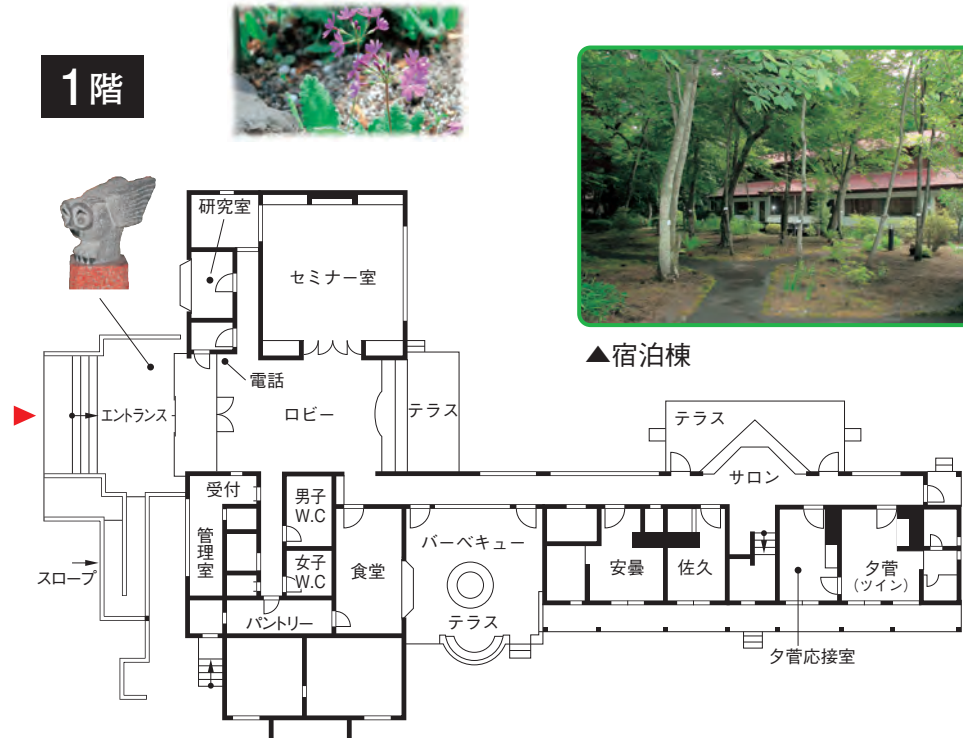 1階
▲宿泊棟
研究室
セミナー室
電話
エントランス
ロビー
テラス
テラス
サロン
受付
管理室
男子
W.C
女子
W.C
食堂
バーベキュー
テラス
安曇
佐久
夕菅
(ツイン)
スロープ
パントリー
夕菅応接室